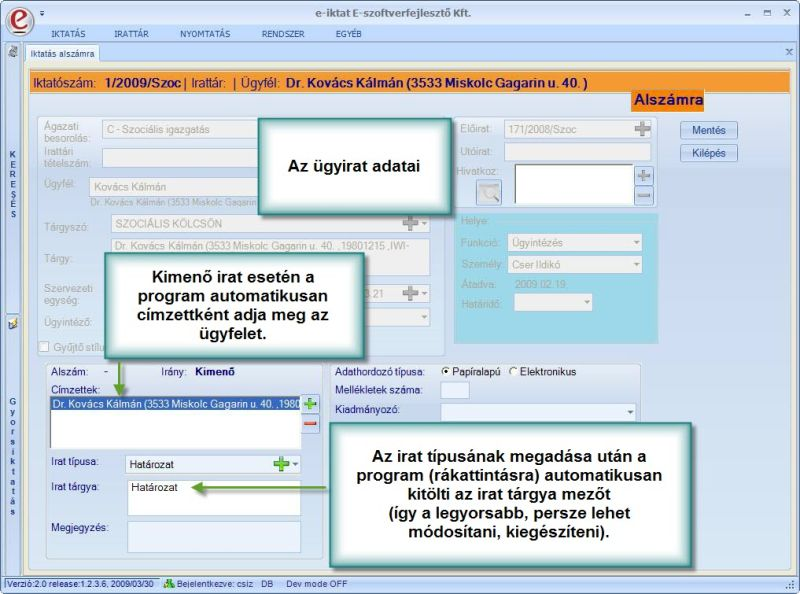 e-iktat E-szoftverfejlesztő Kft.
IKTATÁS IRATTÁR NYOMTATÁS RENDSZER EGYÉB
Iktatás alszámra
Iktatószám: 1/2009/Szoc | Irattár: | Ügyfél: Dr. Kovács Kálmán (3533 Miskolc Gagarin u. 40. )
Alszámra
KERESÉS
Gyorsiktatás
Ágazati besorolás: C - Szociális igazgatás
Irattári tételszám:
Ügyfél: Kovács Kálmán
Dr. Kovács Kálmán (3533 Miskolc Gagarin
Tárgyszó: SZOCIÁLIS KÖLCSÖN
Tárgy: Dr. Kovács Kálmán (3533 Miskolc Gagarin u. 40. ,19801215 ,IWI-
Szervezeti egység: 3.21
Ügyintéző:
Gyűjtő stílu
Az ügyirat adatai
Előirat: 171/2008/Szoc
Utóirat:
Hivatkoz:
Mentés
Kilépés
Helye:
Funkció: Ügyintézés
Személy: Cser Ildikó
Átadva: 2009.02.19.
Határidő:
Kimenő irat esetén a
program automatikusan
címzettként adja meg az
ügyfelet.
Alszám: - Irány: Kimenő
Címzettek:
Dr. Kovács Kálmán (3533 Miskolc Gagarin u. 40. ,1980
Irat típusa: Határozat
Irat tárgya: Határozat
Megjegyzés:
Adathordozó típusa: Papíralapú Elektronikus
Mellékletek száma:
Kiadmányozó:
Az irat típusának megadása után a
program (rákattintásra) automatikusan
kitölti az irat tárgya mezőt
(így a legyorsabb, persze lehet
módosítani, kiegészíteni).
Verzió:2.0 release:1.2.3.6, 2009/03/30 Bejelentkezve: csiz DB Dev mode OFF